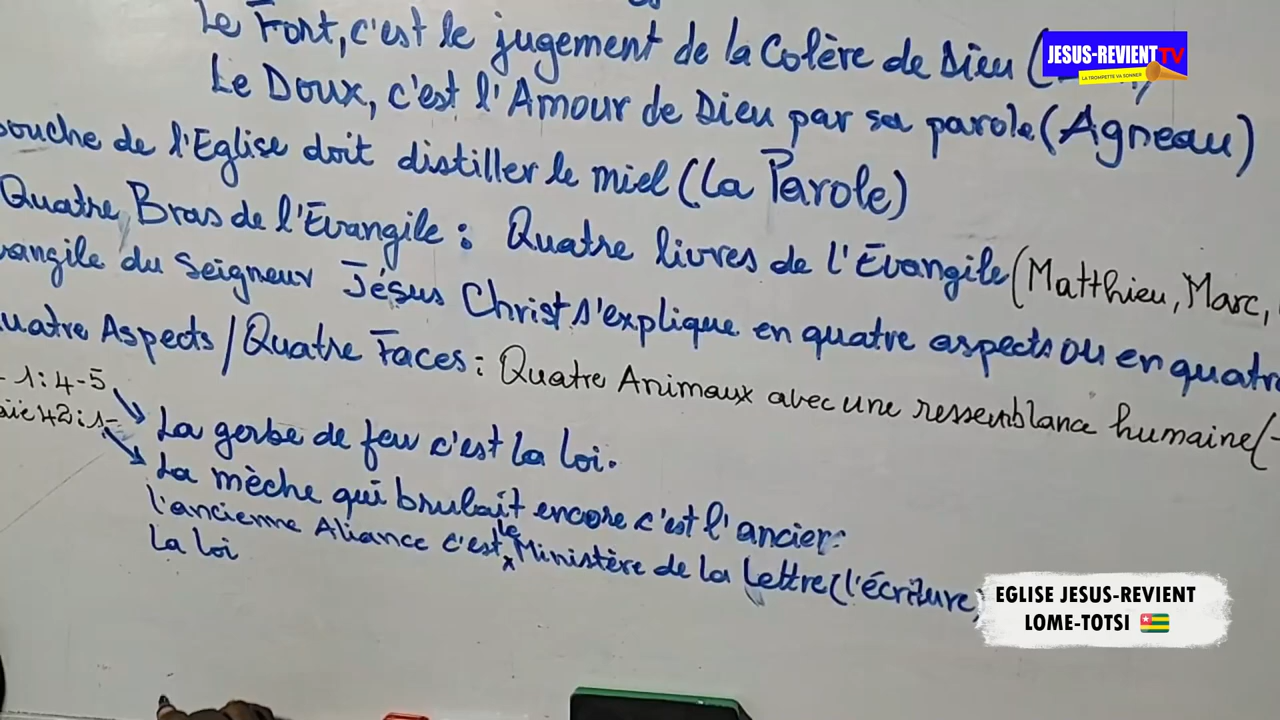 Le Fort, c'est le jugement de la Colère de Dieu (
JESUS-REVIENT TV
LA TROMPETTE VA SONNER
Le Doux, c'est l'Amour de Dieu par sa parole (Agneau)
bouche de l'Eglise doit distiller le miel (La Parole)
Quatre Bras de l'Evangile : Quatre livres de l'Evangile (Matthieu, Marc,
vangile du Seigneur Jésus Christ s'explique en quatre aspects ou en quatre
uatre Aspects / Quatre Faces : Quatre Animaux avec une ressemblance humaine (
1:4-5
aïe 42:1-
La gerbe de feu c'est la loi.
La mèche qui brulait encore c'est l'ancien:
l'ancienne Aliance c'est le Ministère de la Lettre (l'écriture,
La loi
EGLISE JESUS-REVIENT
LOME-TOTSI